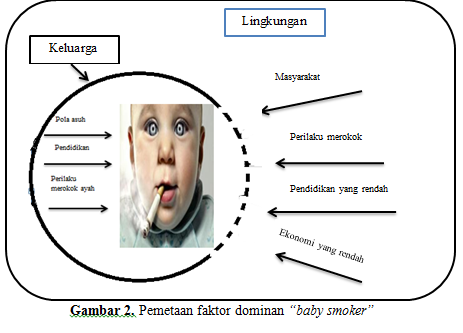 Lingkungan
Keluarga
Masyarakat
Pola asuh
Pendidikan
Perilaku merokok
Perilaku
merokok ayah
Pendidikan yang rendah
Ekonomi yang rendah
Gambar 2. Pemetaan faktor dominan “baby smoker”